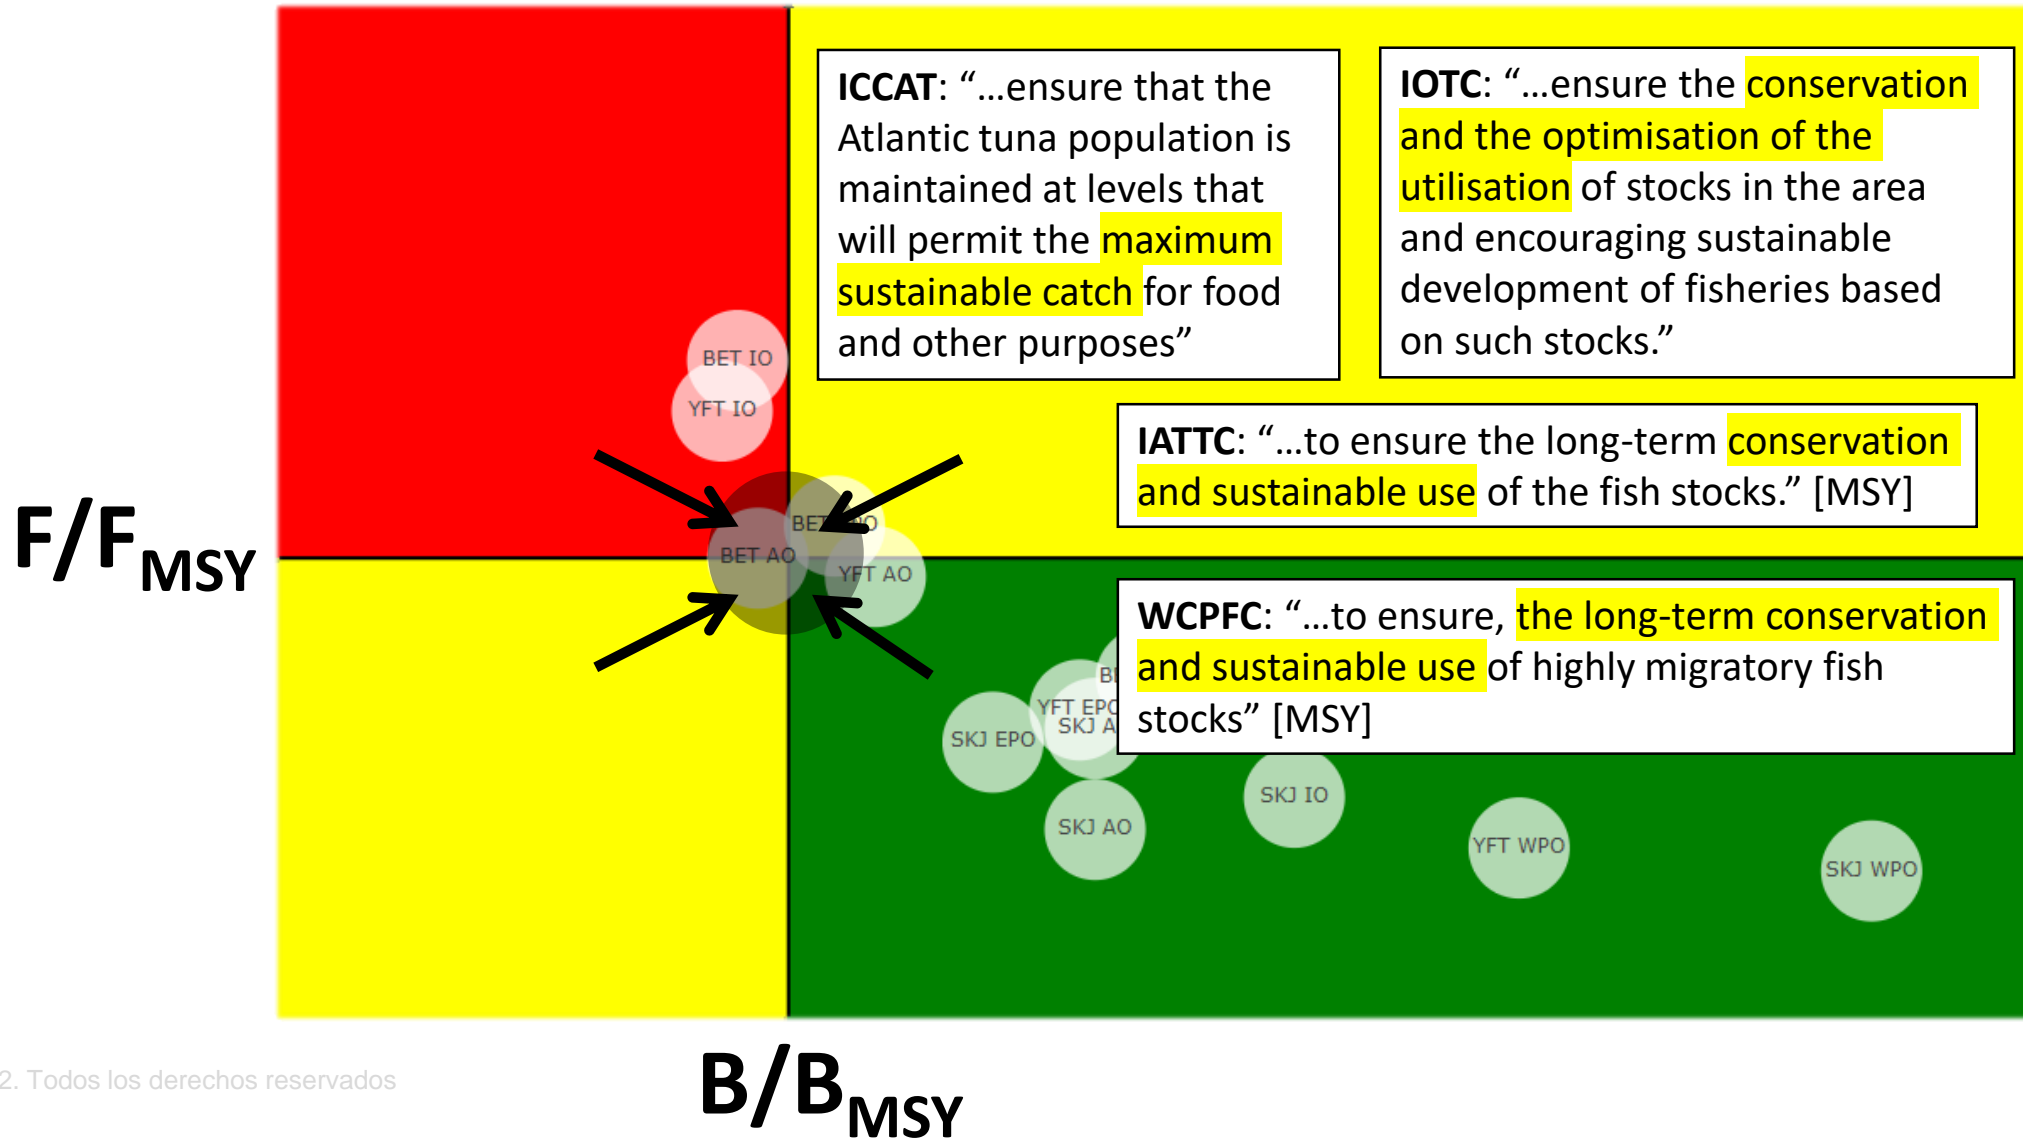 ICCAT: “…ensure that the
Atlantic tuna population is
maintained at levels that
will permit the maximum
sustainable catch for food
and other purposes”
IOTC: “…ensure the conservation
and the optimisation of the
utilisation of stocks in the area
and encouraging sustainable
development of fisheries based
on such stocks.”
IATTC: “…to ensure the long-term conservation
and sustainable use of the fish stocks.” [MSY]
WCPFC: “…to ensure, the long-term conservation
and sustainable use of highly migratory fish
stocks” [MSY]
BET IO
YFT IO
BET
BET AO
YFT AO
YFT EPO
SKJ A
SKJ EPO
SKJ IO
SKJ AO
YFT WPO
SKJ WPO
F/FMSY
B/BMSY
2. Todos los derechos reservados